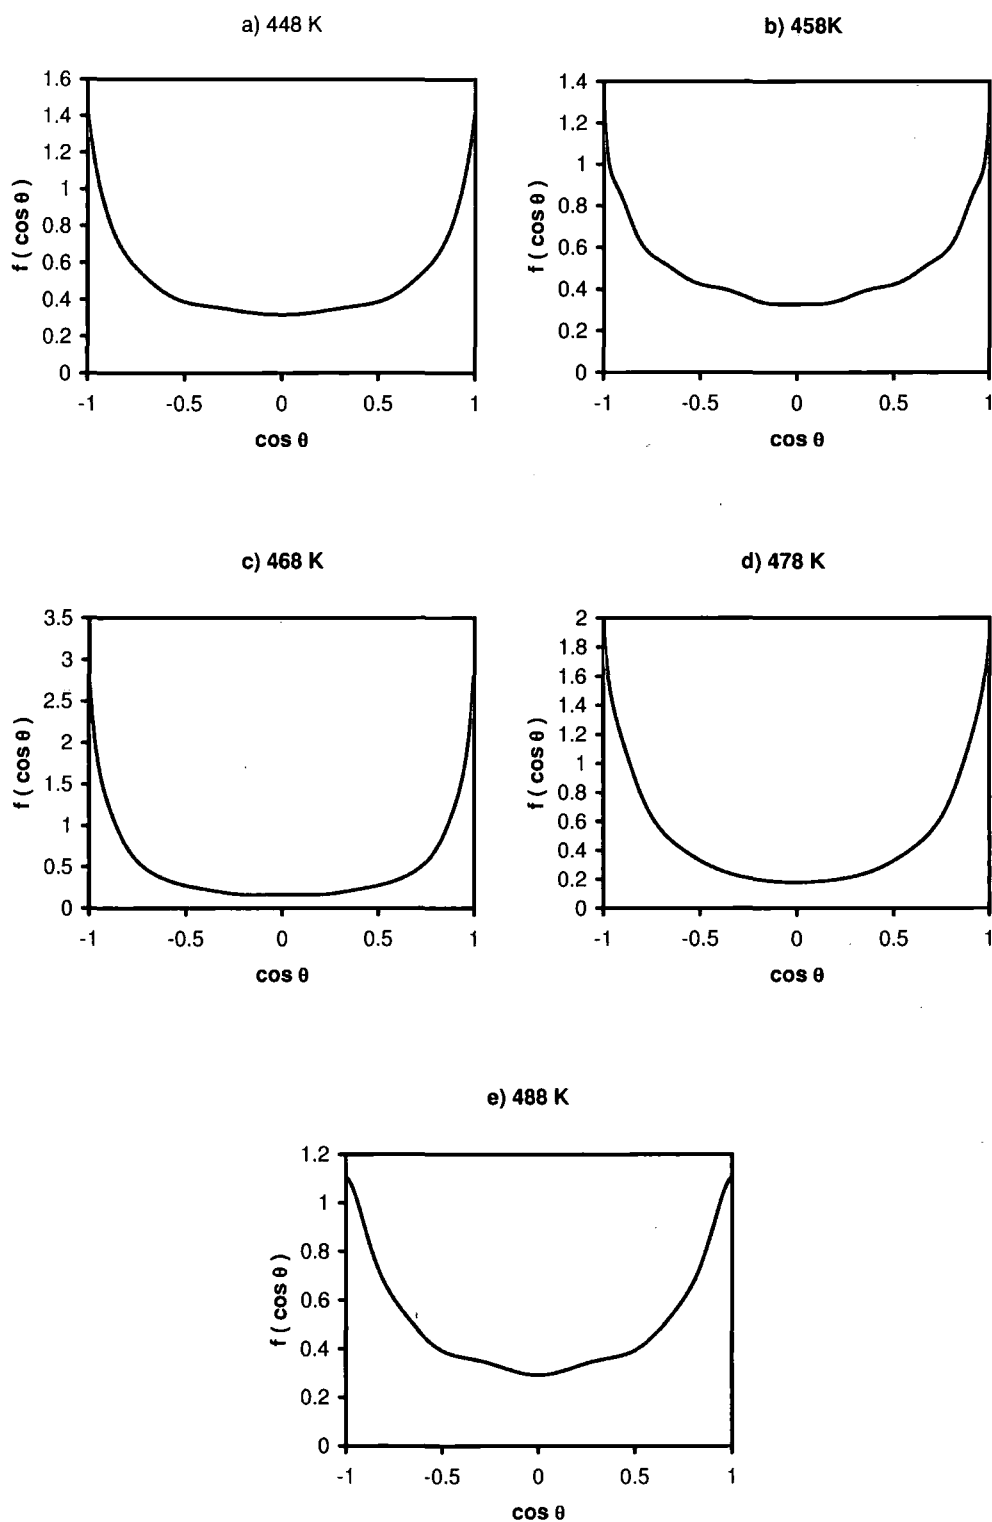 a) 448 K
1.6
1.4
1.2
1
0.8
0.6
0.4
0.2
0
f ( cos θ )
-1 -0.5 0 0.5 1
cos θ
b) 458K
1.4
1.2
1
0.8
0.6
0.4
0.2
0
f ( cos θ )
-1 -0.5 0 0.5 1
cos θ
c) 468 K
3.5
3
2.5
2
1.5
1
0.5
0
f ( cos θ )
-1 -0.5 0 0.5 1
cos θ
d) 478 K
2
1.8
1.6
1.4
1.2
1
0.8
0.6
0.4
0.2
0
f ( cos θ )
-1 -0.5 0 0.5 1
cos θ
e) 488 K
1.2
1
0.8
0.6
0.4
0.2
0
f ( cos θ )
-1 -0.5 0 0.5 1
cos θ